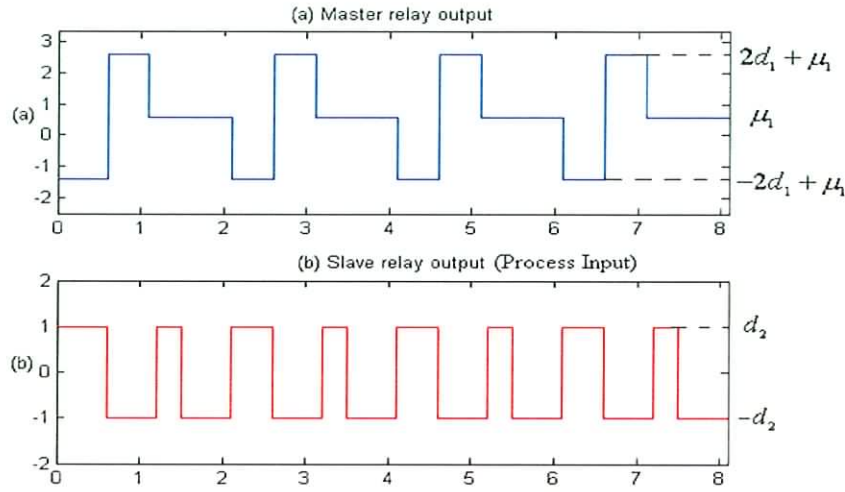 (a) Master relay output
3
2
1
0
-1
-2
(a)
2d₁ + μ₁
μ₁
-2d₁ + μ₁
0 1 2 3 4 5 6 7 8
(b) Slave relay output (Process Input)
2
1
0
-1
-2
(b)
d₂
-d₂
0 1 2 3 4 5 6 7 8